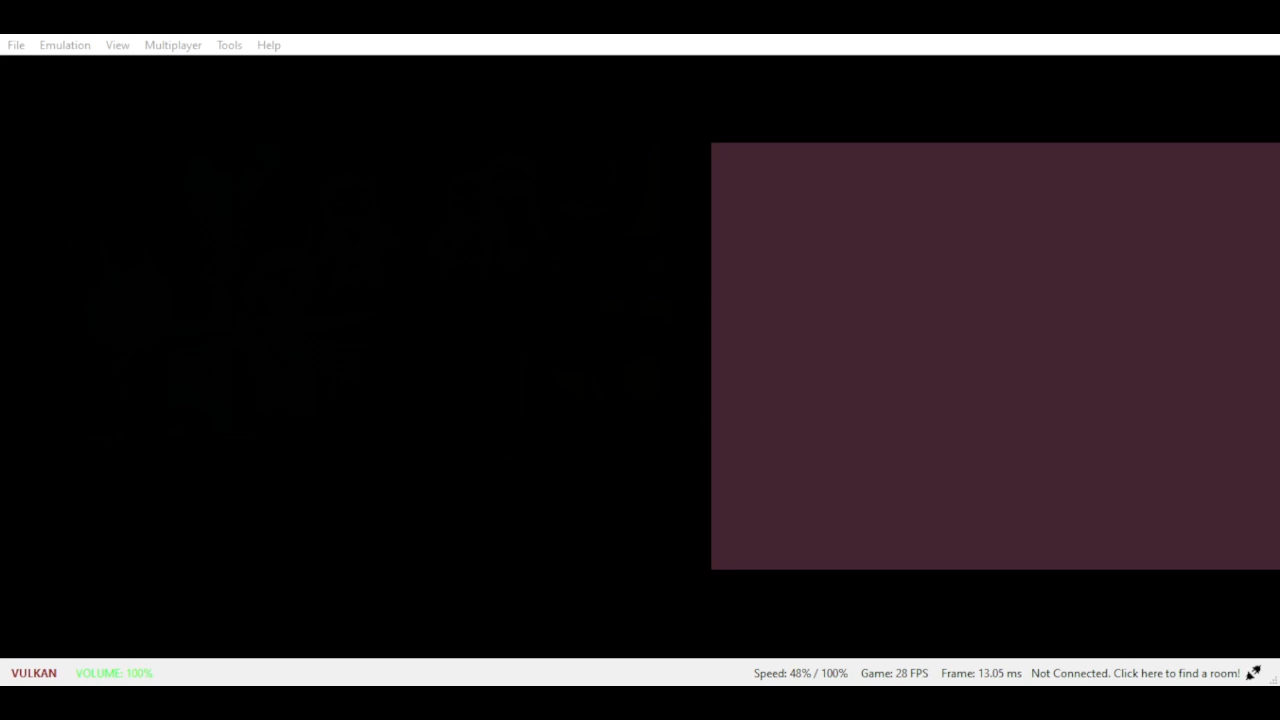 File Emulation View Multiplayer Tools Help
VULKAN VOLUME: 100% Speed: 48% / 100% Game: 28 FPS Frame: 13.05 ms Not Connected. Click here to find a room!